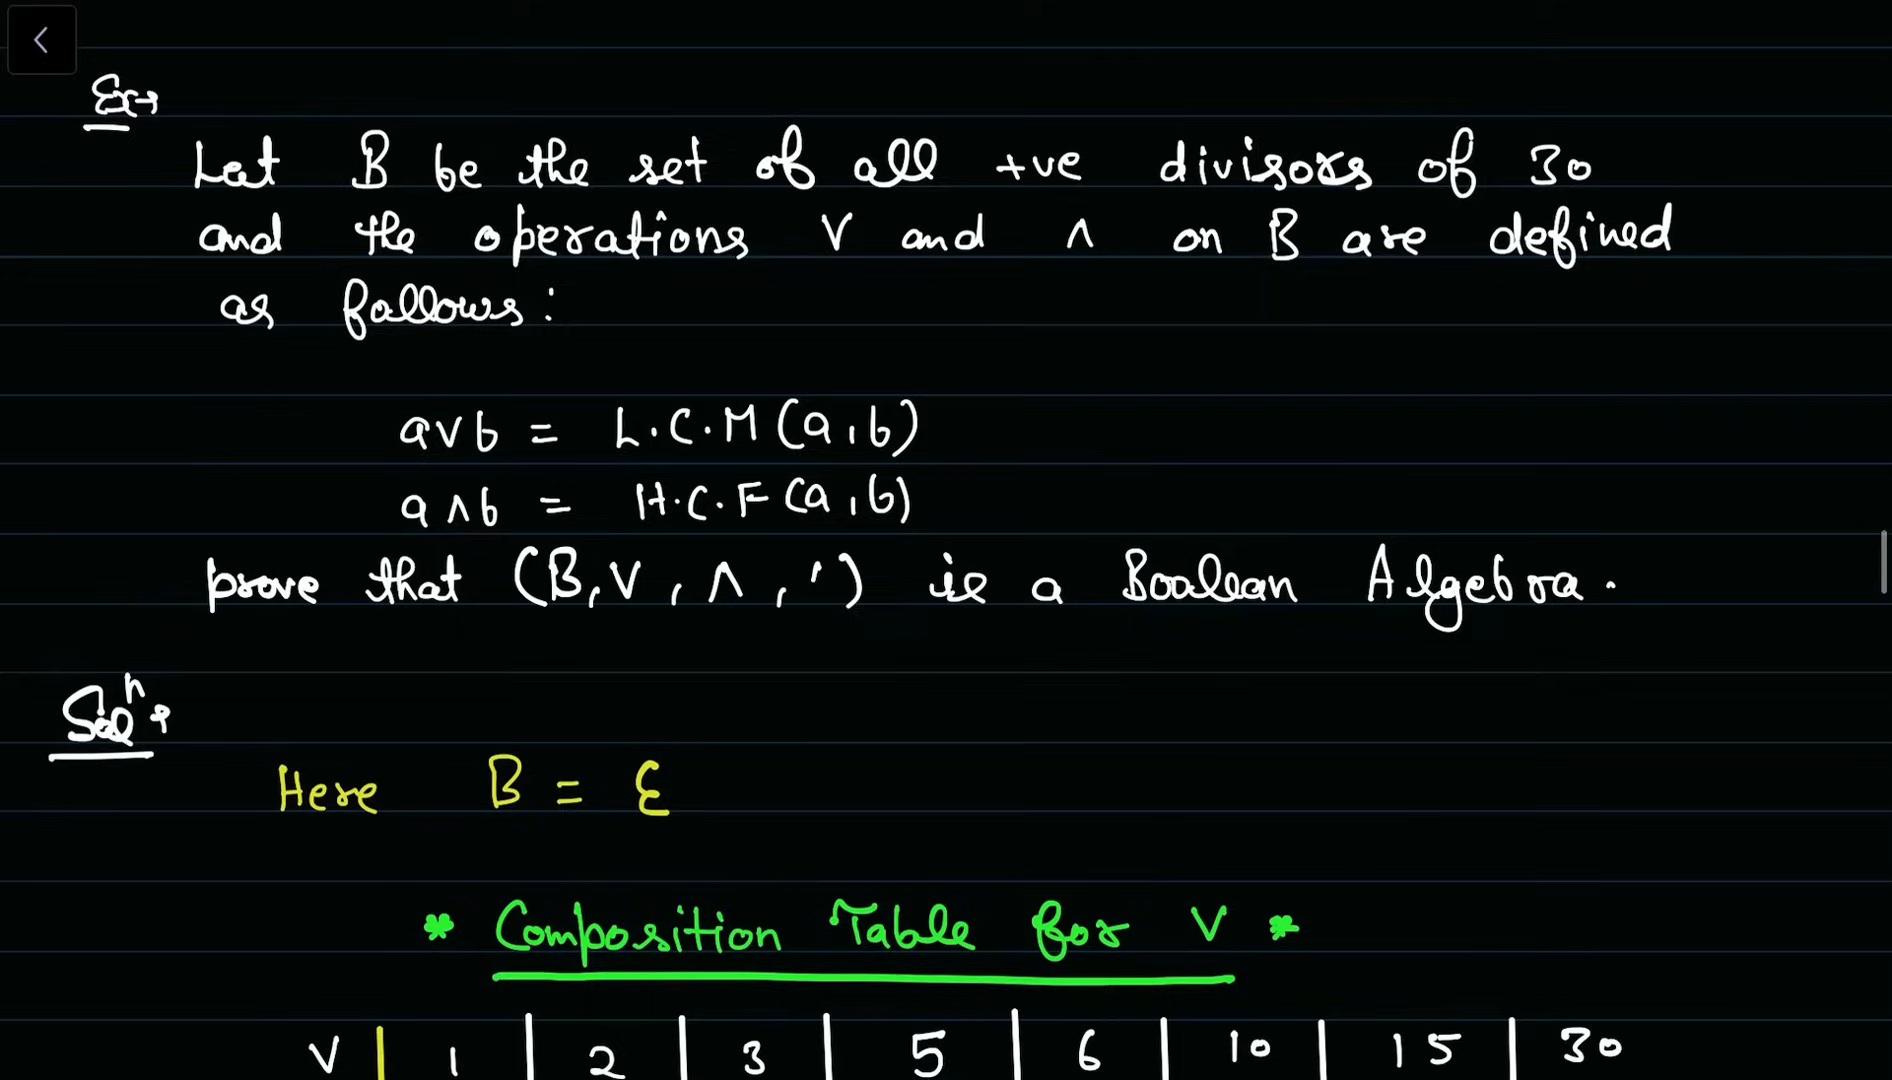 Ex→
Let B be the set of all +ve divisors of 30
and the operations ∨ and ∧ on B are defined
as follows:
a∨b = L.C.M(a,b)
a∧b = H.C.F(a,b)
prove that (B,∨,∧,') is a Boolean Algebra.
Solⁿ:
Here B = {
* Composition Table for ∨ *
∨ | 1 | 2 | 3 | 5 | 6 | 10 | 15 | 30